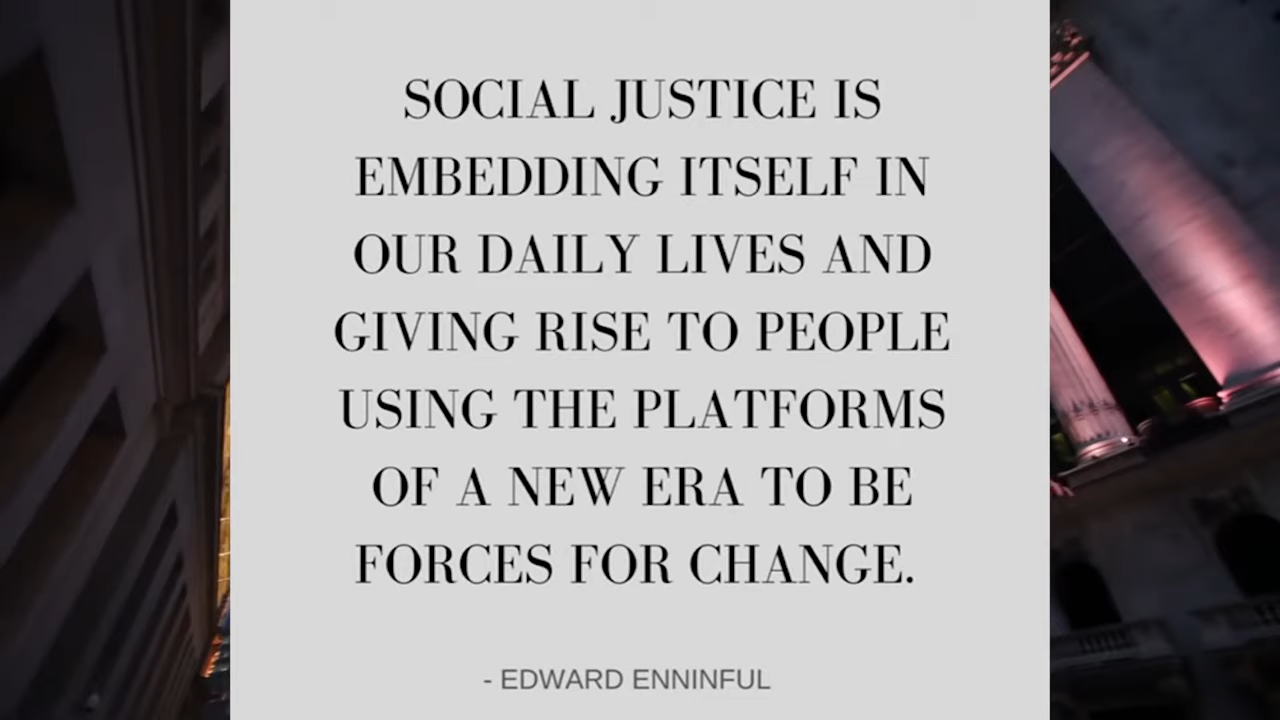 SOCIAL JUSTICE IS
EMBEDDING ITSELF IN
OUR DAILY LIVES AND
GIVING RISE TO PEOPLE
USING THE PLATFORMS
OF A NEW ERA TO BE
FORCES FOR CHANGE.
- EDWARD ENNINFUL